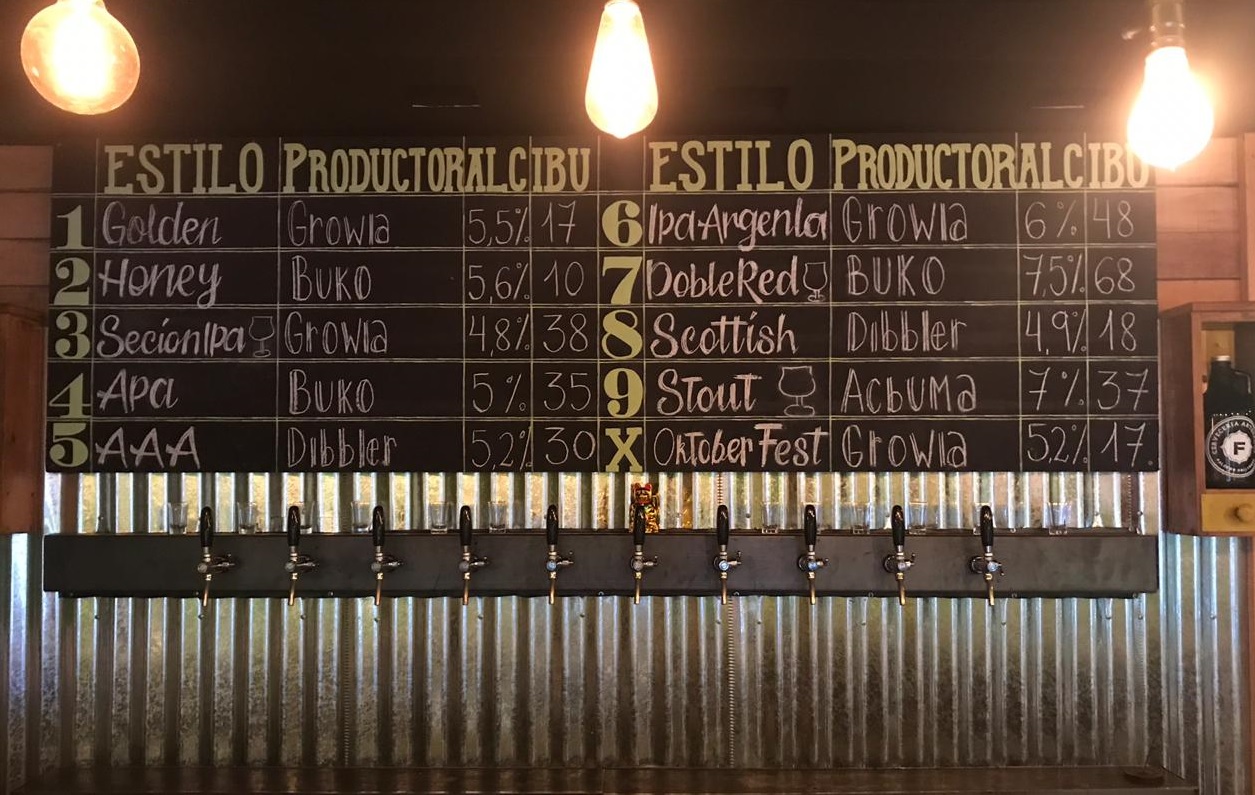 ESTILO PRODUCTOR ALC IBU
1 Golden Growla 5,5% 17
2 Honey BUKO 5,6% 10
3 SecionIpa Growla 4,8% 38
4 Apa BUKO 5% 35
5 AAA Dibbler 5,2% 30
ESTILO PRODUCTOR ALC IBU
6 Ipa Argenta Growla 6% 48
7 DobleRed BUKO 7,5% 68
8 Scottish Dibbler 4,9% 18
9 Stout Acbuma 7% 37
X OktoberFest Growla 5,2% 17
F